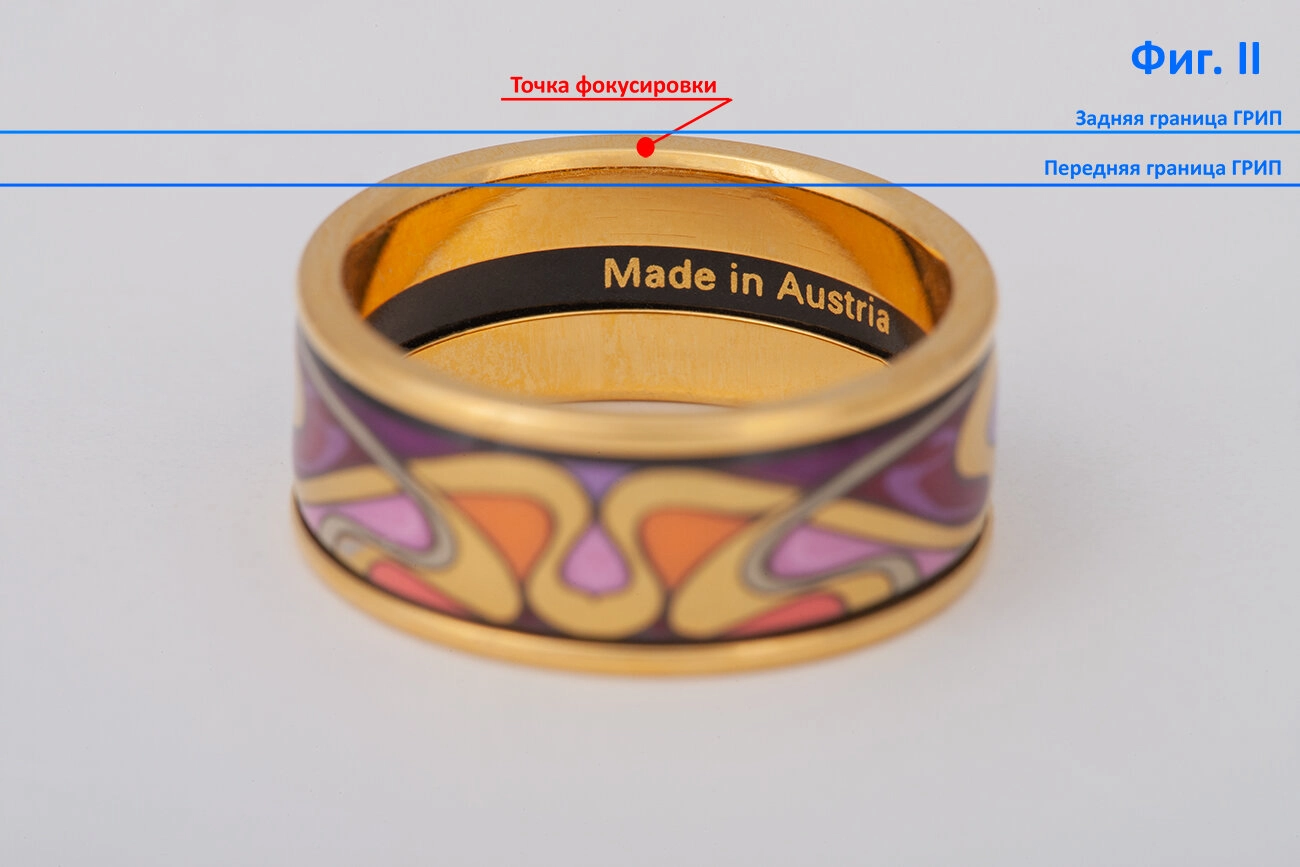 Фиг. II
Точка фокусировки
Задняя граница ГРИП
Передняя граница ГРИП
Made in Austria